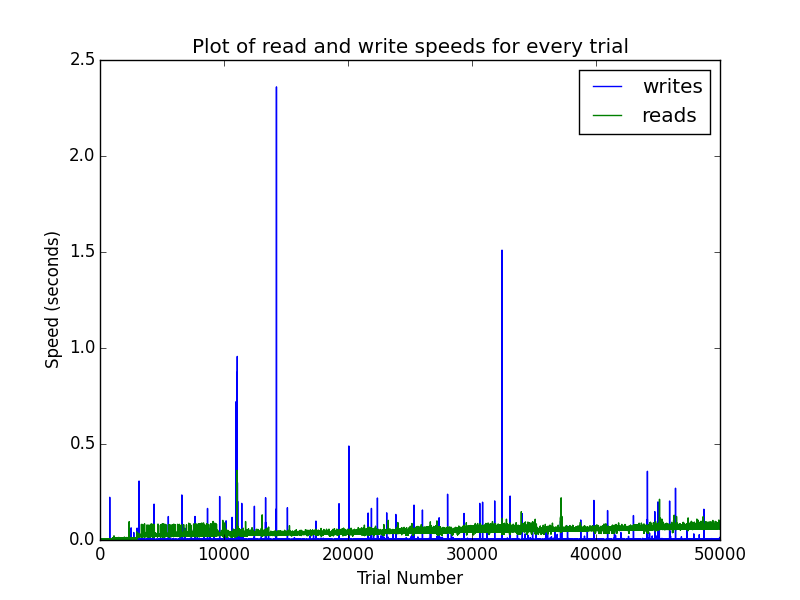 Plot of read and write speeds for every trial
2.5
2.0
1.5
1.0
0.5
0.0
Speed (seconds)
writes
reads
0 10000 20000 30000 40000 50000
Trial Number